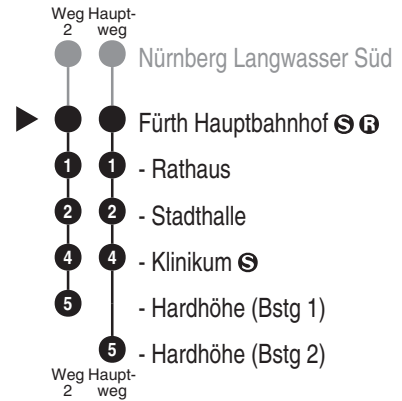 Weg Haupt-
2 weg
Nürnberg Langwasser Süd
Fürth Hauptbahnhof S R
1 1 - Rathaus
2 2 - Stadthalle
4 4 - Klinikum S
5 - Hardhöhe (Bstg 1)
5 - Hardhöhe (Bstg 2)
Weg Haupt-
2 weg